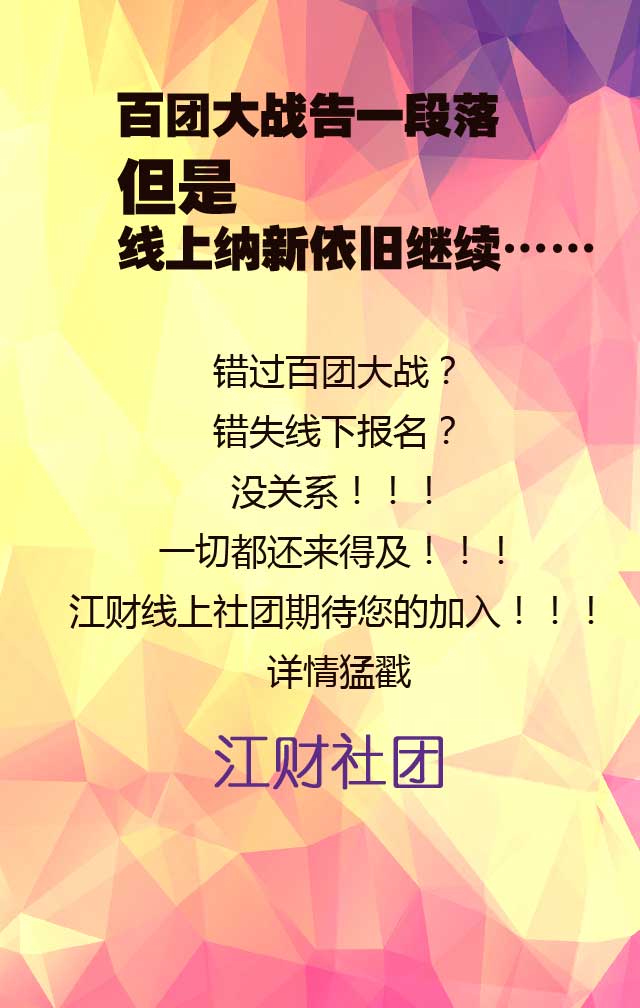 百团大战告一段落
但是
线上纳新依旧继续……
错过百团大战？
错失线下报名？
没关系！！！
一切都还来得及！！！
江财线上社团期待您的加入！！！
详情猛戳
江财社团